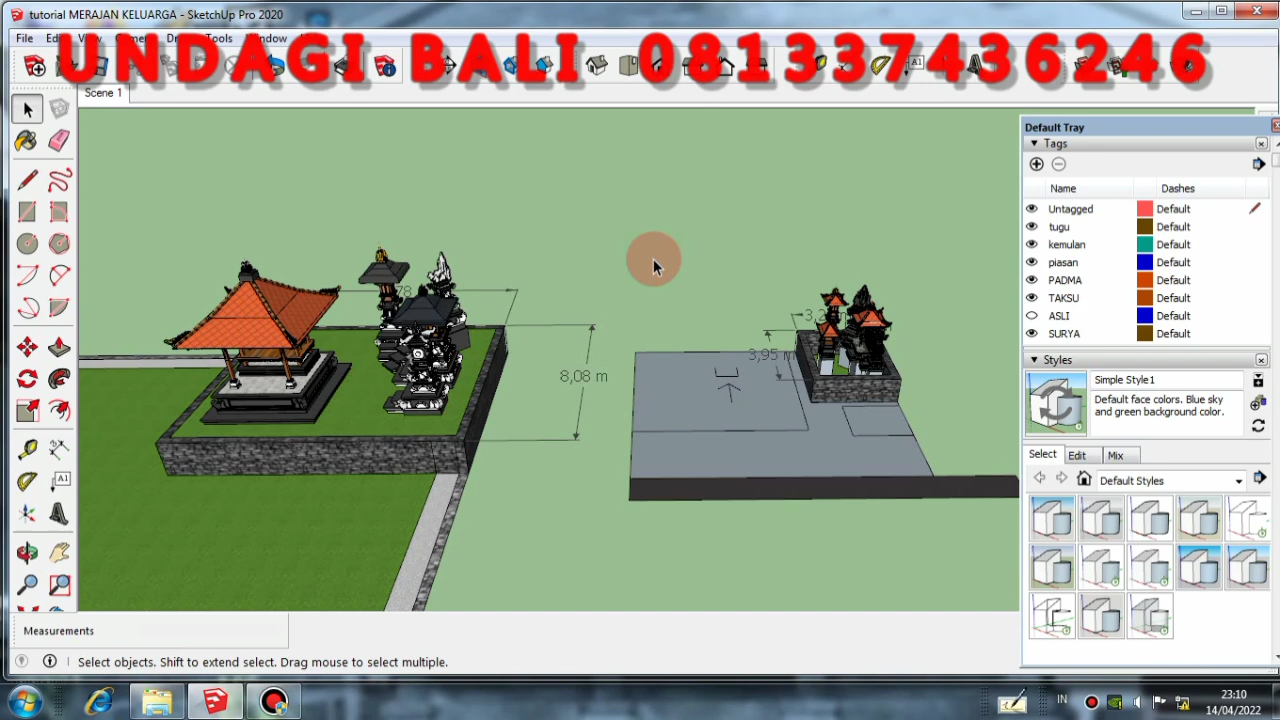 tutorial MERAJAN KELUARGA - SketchUp Pro 2020
File
Tools
Window
UNDAGI BALI 081337436246
Scene 1
Default Tray
Tags
Name
Dashes
Untagged
Default
tugu
Default
kemulan
Default
piasan
Default
PADMA
Default
TAKSU
Default
ASLI
Default
SURYA
Default
8,08 m
3,95 m
Styles
Simple Style1
Default face colors. Blue sky
and green background color.
Select
Edit
Mix
Default Styles
A1
Measurements
Select objects. Shift to extend select. Drag mouse to select multiple.
IN
23:10
14/04/2022